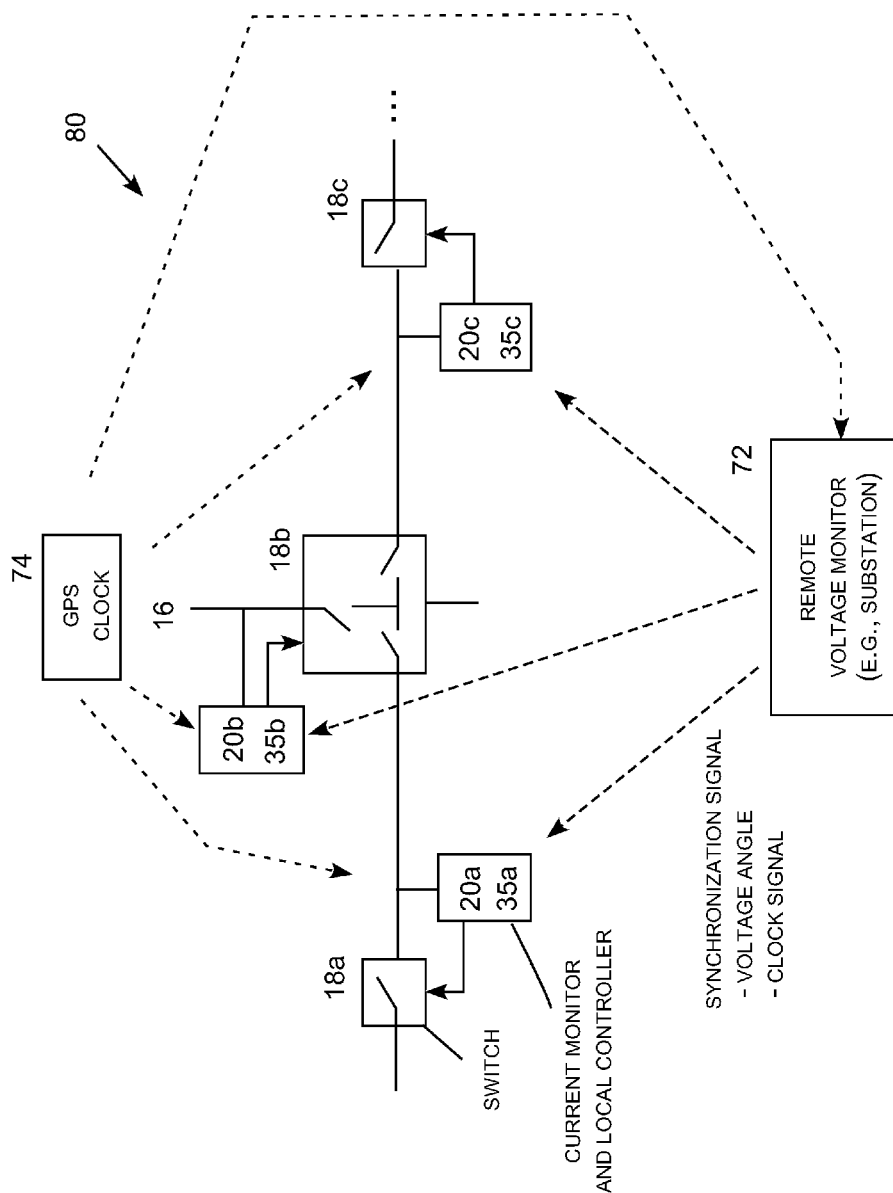 80
74
GPS
CLOCK
16
18a
18b
18c
...
20b
35b
20a
35a
20c
35c
SWITCH
CURRENT MONITOR
AND LOCAL CONTROLLER
72
REMOTE
VOLTAGE MONITOR
(E.G., SUBSTATION)
SYNCHRONIZATION SIGNAL
- VOLTAGE ANGLE
- CLOCK SIGNAL